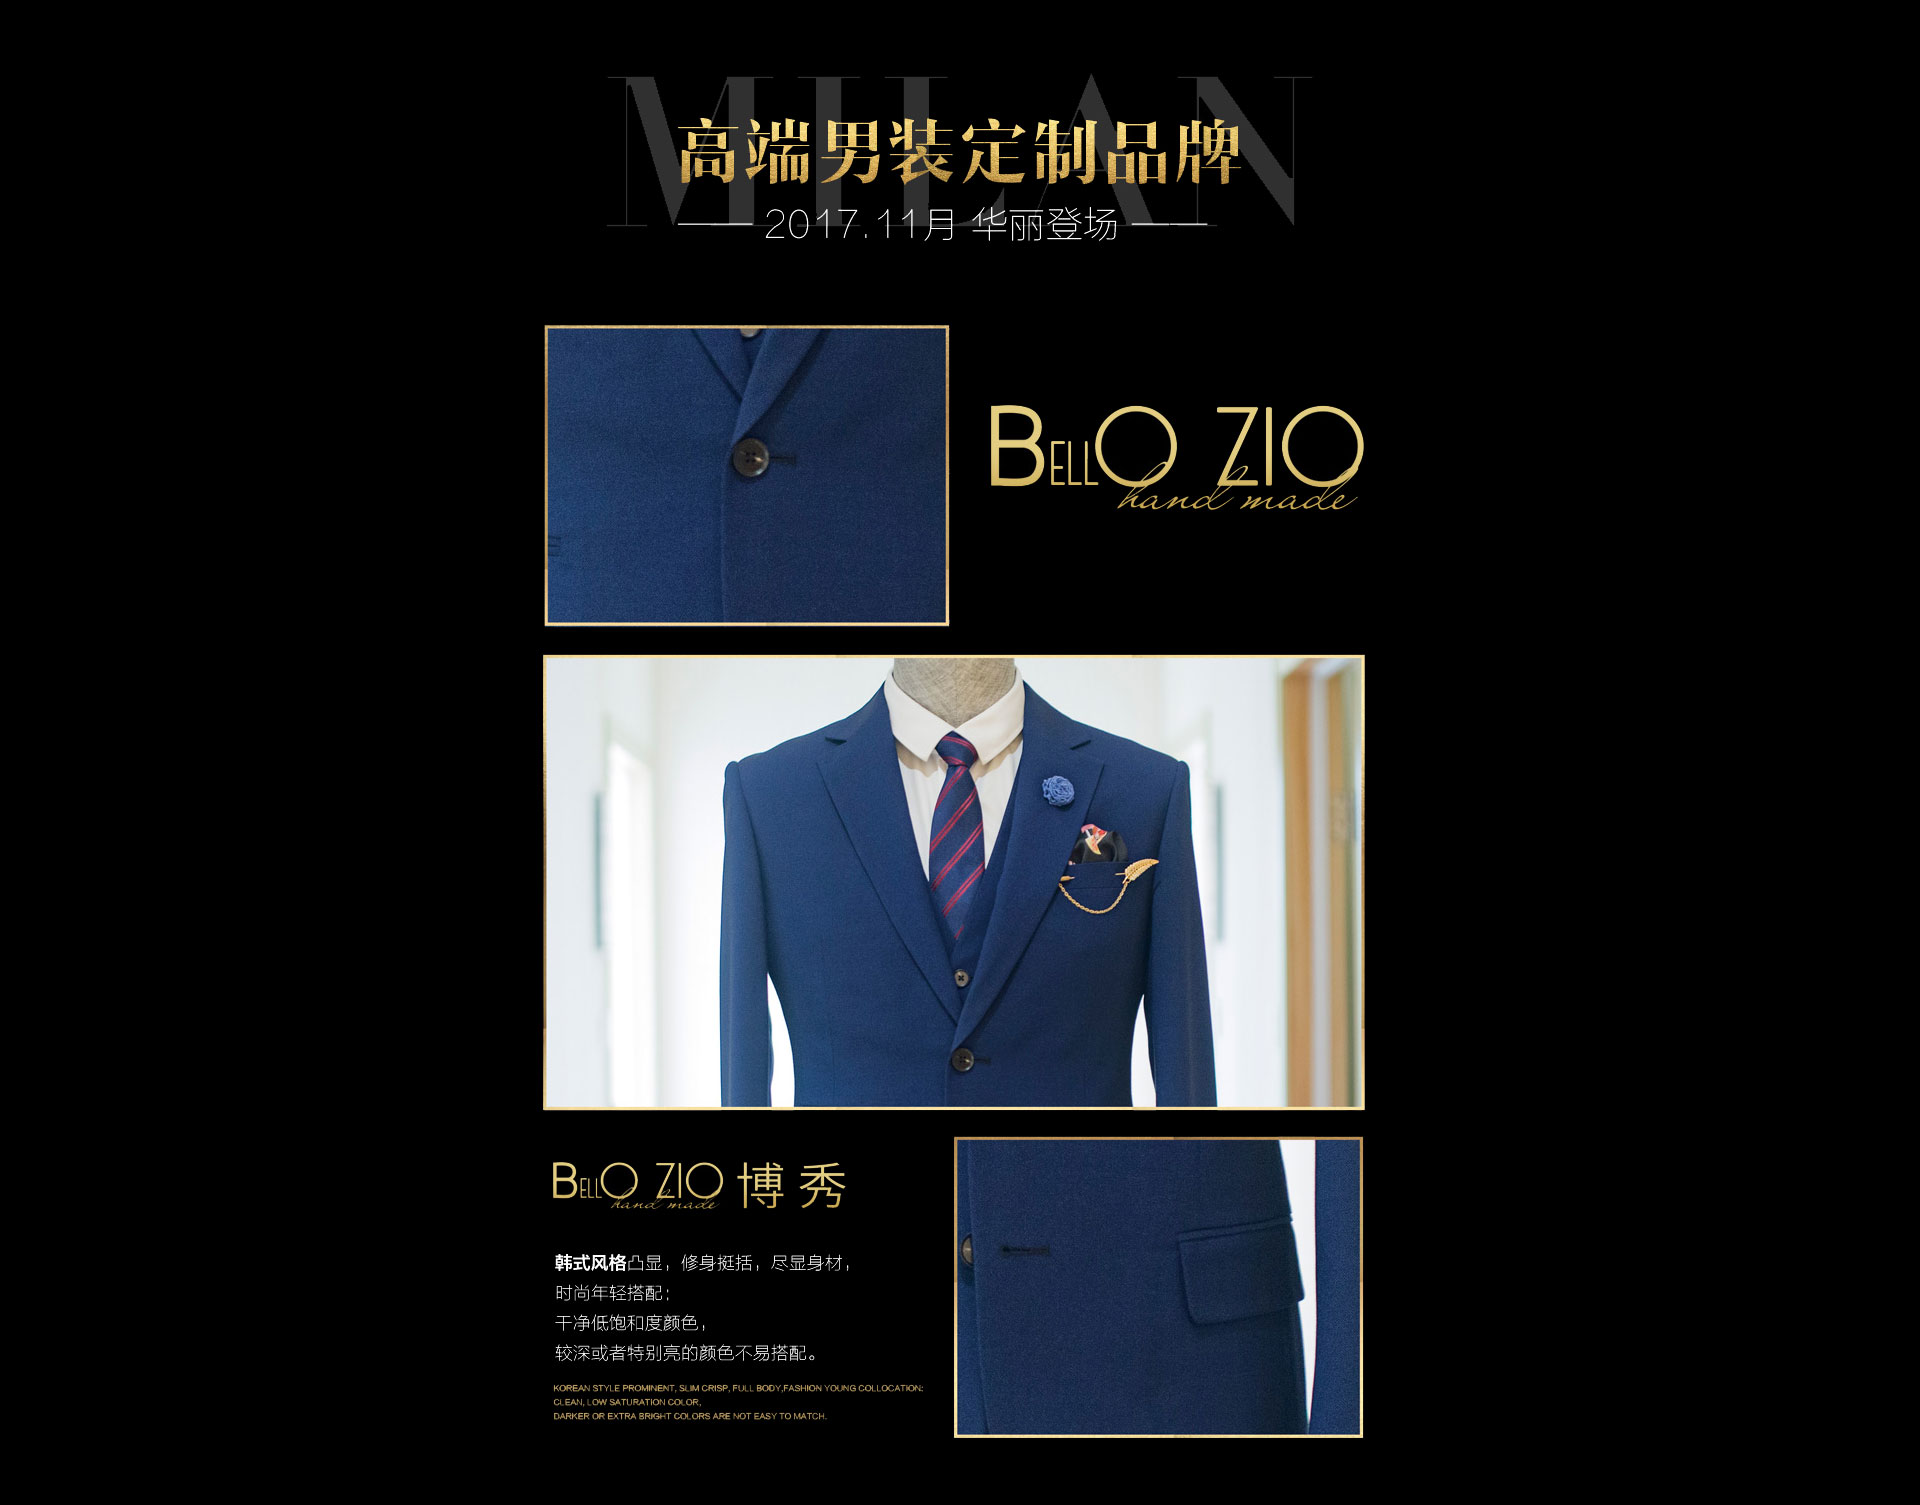 MILAN
高端男装定制品牌
2017.11月 华丽登场
BELLO ZIO
hand made
BELLO ZIO 博秀
hand made
韩式风格凸显，修身挺括，尽显身材，
时尚年轻搭配；
干净低饱和度颜色，
较深或者特别亮的颜色不易搭配。
KOREAN STYLE PROMINENT, SLIM CRISP, FULL BODY,FASHION YOUNG COLLOCATION:
CLEAN, LOW SATURATION COLOR,
DARKER OR EXTRA BRIGHT COLORS ARE NOT EASY TO MATCH.